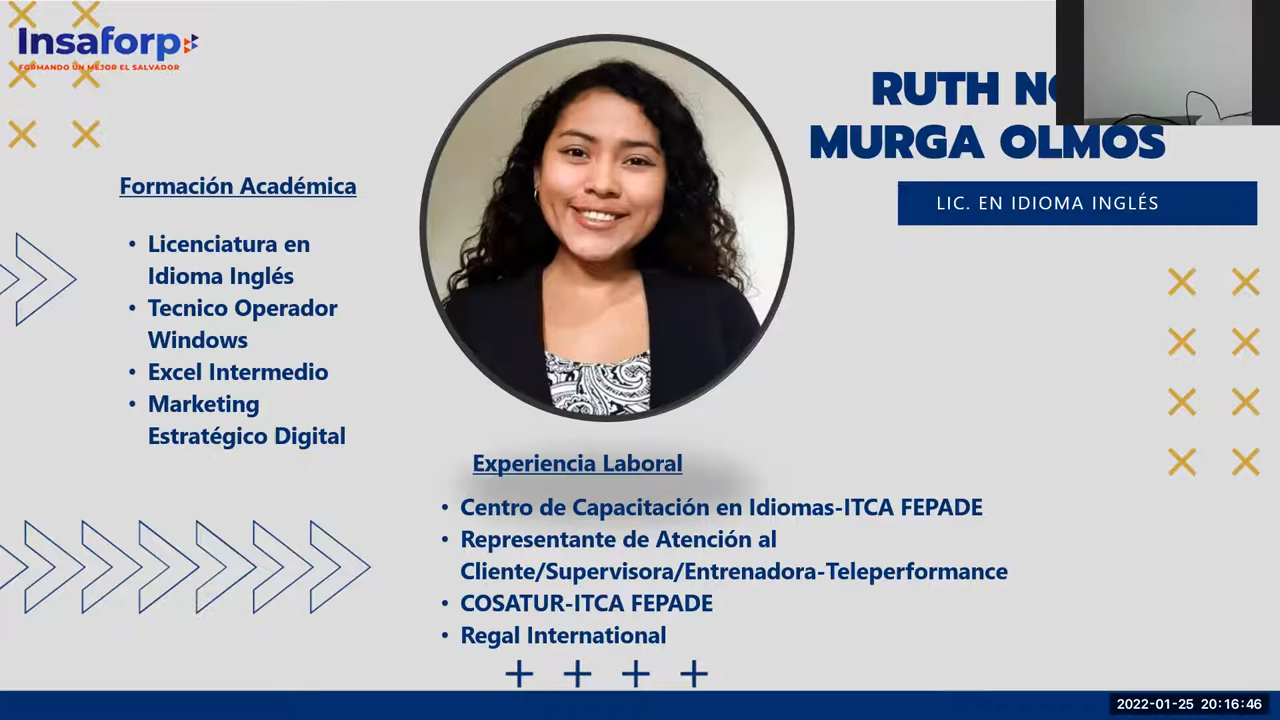 Insaforp
FORMANDO UN MEJOR EL SALVADOR
RUTH
MURGA OLMOS
LIC. EN IDIOMA INGLÉS
Formación Académica
• Licenciatura en
Idioma Inglés
• Tecnico Operador
Windows
• Excel Intermedio
• Marketing
Estratégico Digital
Experiencia Laboral
• Centro de Capacitación en Idiomas-ITCA FEPADE
• Representante de Atención al
Cliente/Supervisora/Entrenadora-Teleperformance
• COSATUR-ITCA FEPADE
• Regal International
2022-01-25 20:16:46